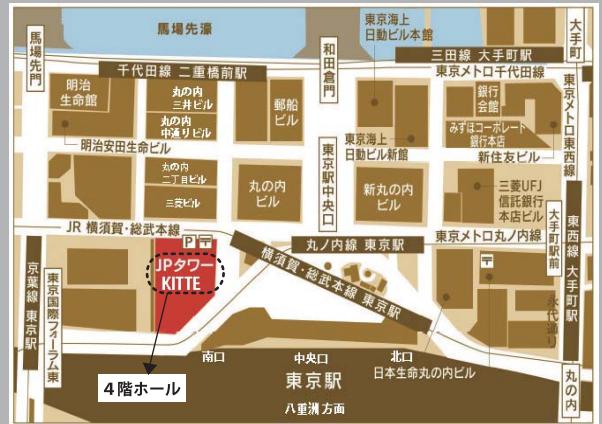 馬場先濠
馬場先門
和田倉門
大手町
東京海上
日動ビル本館
三田線 大手町駅
千代田線 二重橋前駅
東京メトロ千代田線
明治
生命館
丸の内
三井ビル
丸の内
中通りビル
郵船
ビル
銀行
会館
みずほコーポレート
銀行本店
東京メトロ東西線
明治安田生命ビル
東京海上
日動ビル新館
新住友ビル
東京駅中央口
丸の内
二丁目ビル
三菱ビル
丸の内
ビル
新丸の内
ビル
三菱UFJ
信託銀行
本店ビル
JR 横須賀・総武本線
丸ノ内線 東京駅
東京メトロ丸ノ内線
大手町駅前
東西線 大手町駅
P
JPタワー
KITTE
横須賀・総武本線 東京駅
京葉線 東京駅
東京国際フォーラム東
永代通り
4階ホール
南口
中央口
北口
東京駅
八重洲方面
日本生命丸の内ビル
丸の内